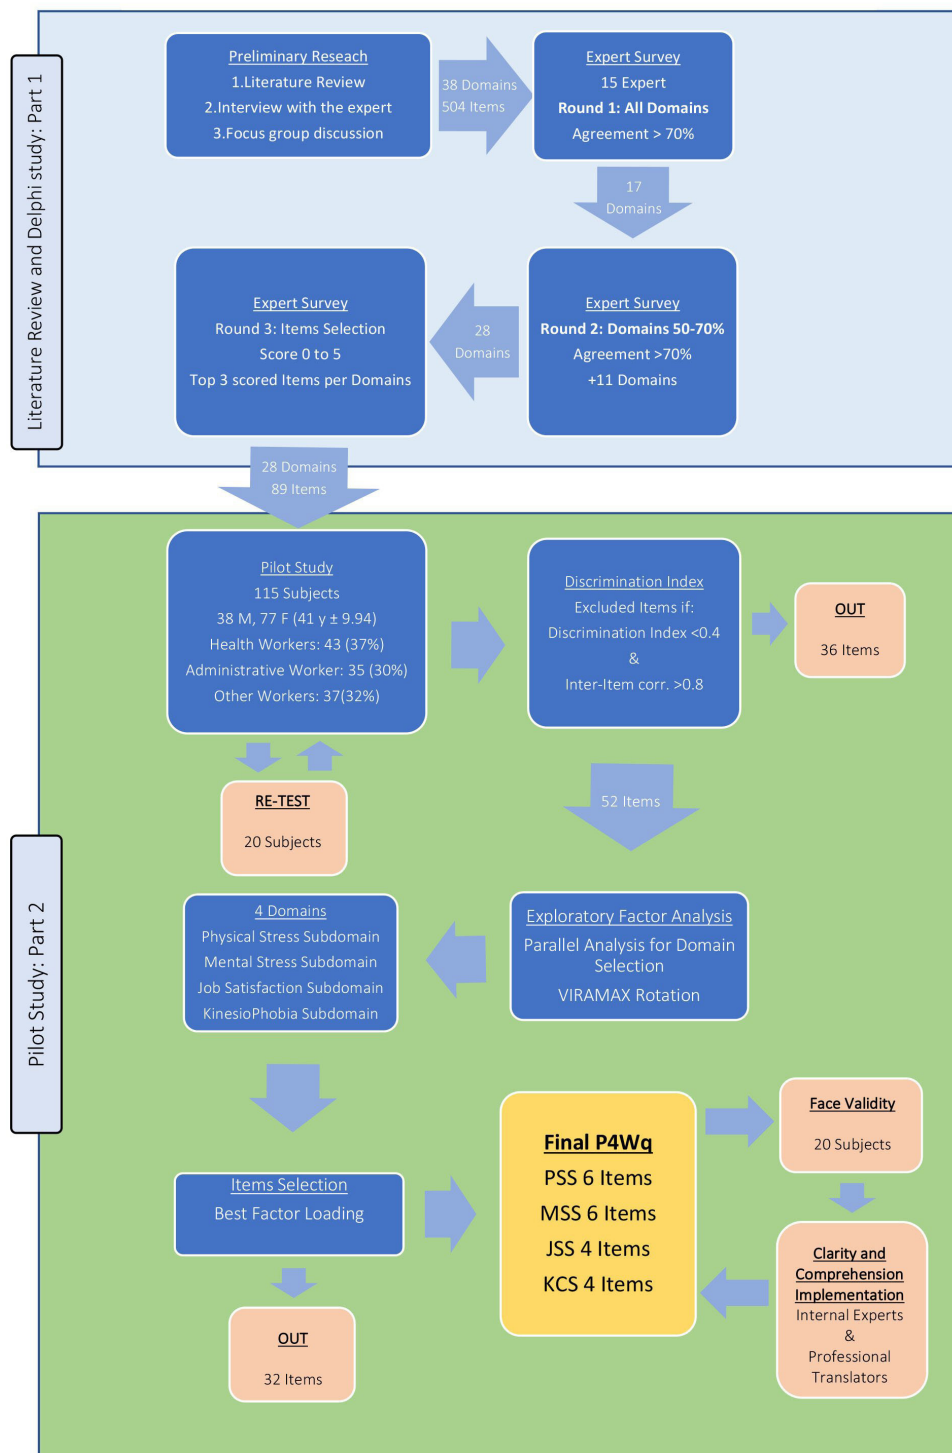 Literature Review and Delphi study: Part 1
Preliminary Reseach
1.Literature Review
2.Interview with the expert
3.Focus group discussion
38 Domains
504 Items
Expert Survey
15 Expert
Round 1: All Domains
Agreement > 70%
17
Domains
Expert Survey
Round 2: Domains 50-70%
Agreement >70%
+11 Domains
28
Domains
Expert Survey
Round 3: Items Selection
Score 0 to 5
Top 3 scored Items per Domains
28 Domains
89 Items
Pilot Study: Part 2
Pilot Study
115 Subjects
38 M, 77 F (41 y ± 9.94)
Health Workers: 43 (37%)
Administrative Worker: 35 (30%)
Other Workers: 37(32%)
RE-TEST
20 Subjects
Discrimination Index
Excluded Items if:
Discrimination Index <0.4
&
Inter-Item corr. >0.8
OUT
36 Items
52 Items
Exploratory Factor Analysis
Parallel Analysis for Domain
Selection
VIRAMAX Rotation
4 Domains
Physical Stress Subdomain
Mental Stress Subdomain
Job Satisfaction Subdomain
KinesioPhobia Subdomain
Items Selection
Best Factor Loading
OUT
32 Items
Final P4Wq
PSS 6 Items
MSS 6 Items
JSS 4 Items
KCS 4 Items
Face Validity
20 Subjects
Clarity and
Comprehension
Implementation
Internal Experts
&
Professional
Translators